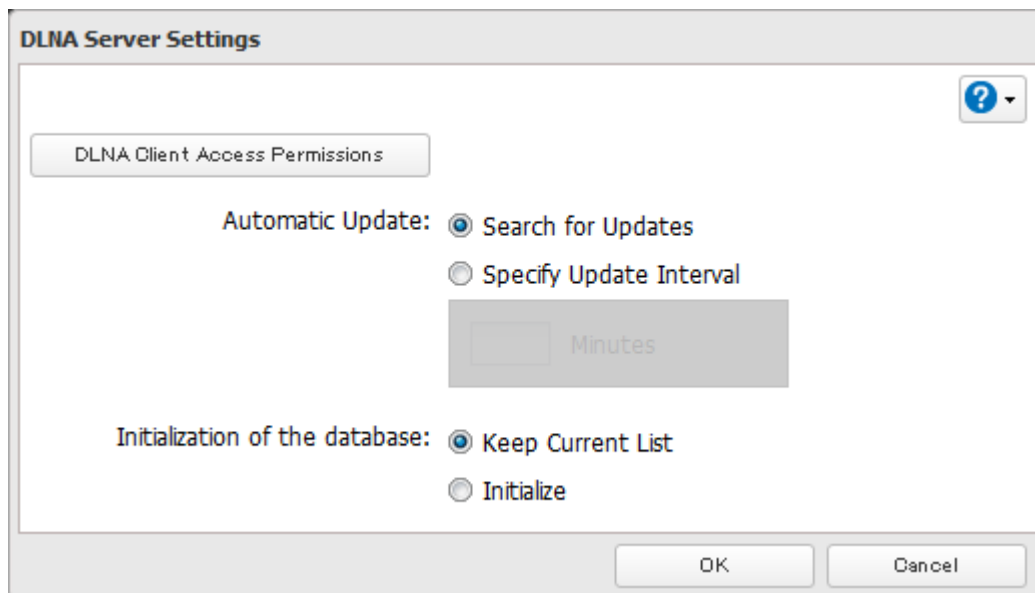 DLNA Server Settings
?
DLNA Client Access Permissions
Automatic Update: Search for Updates
Specify Update Interval
Minutes
Initialization of the database: Keep Current List
Initialize
OK Cancel